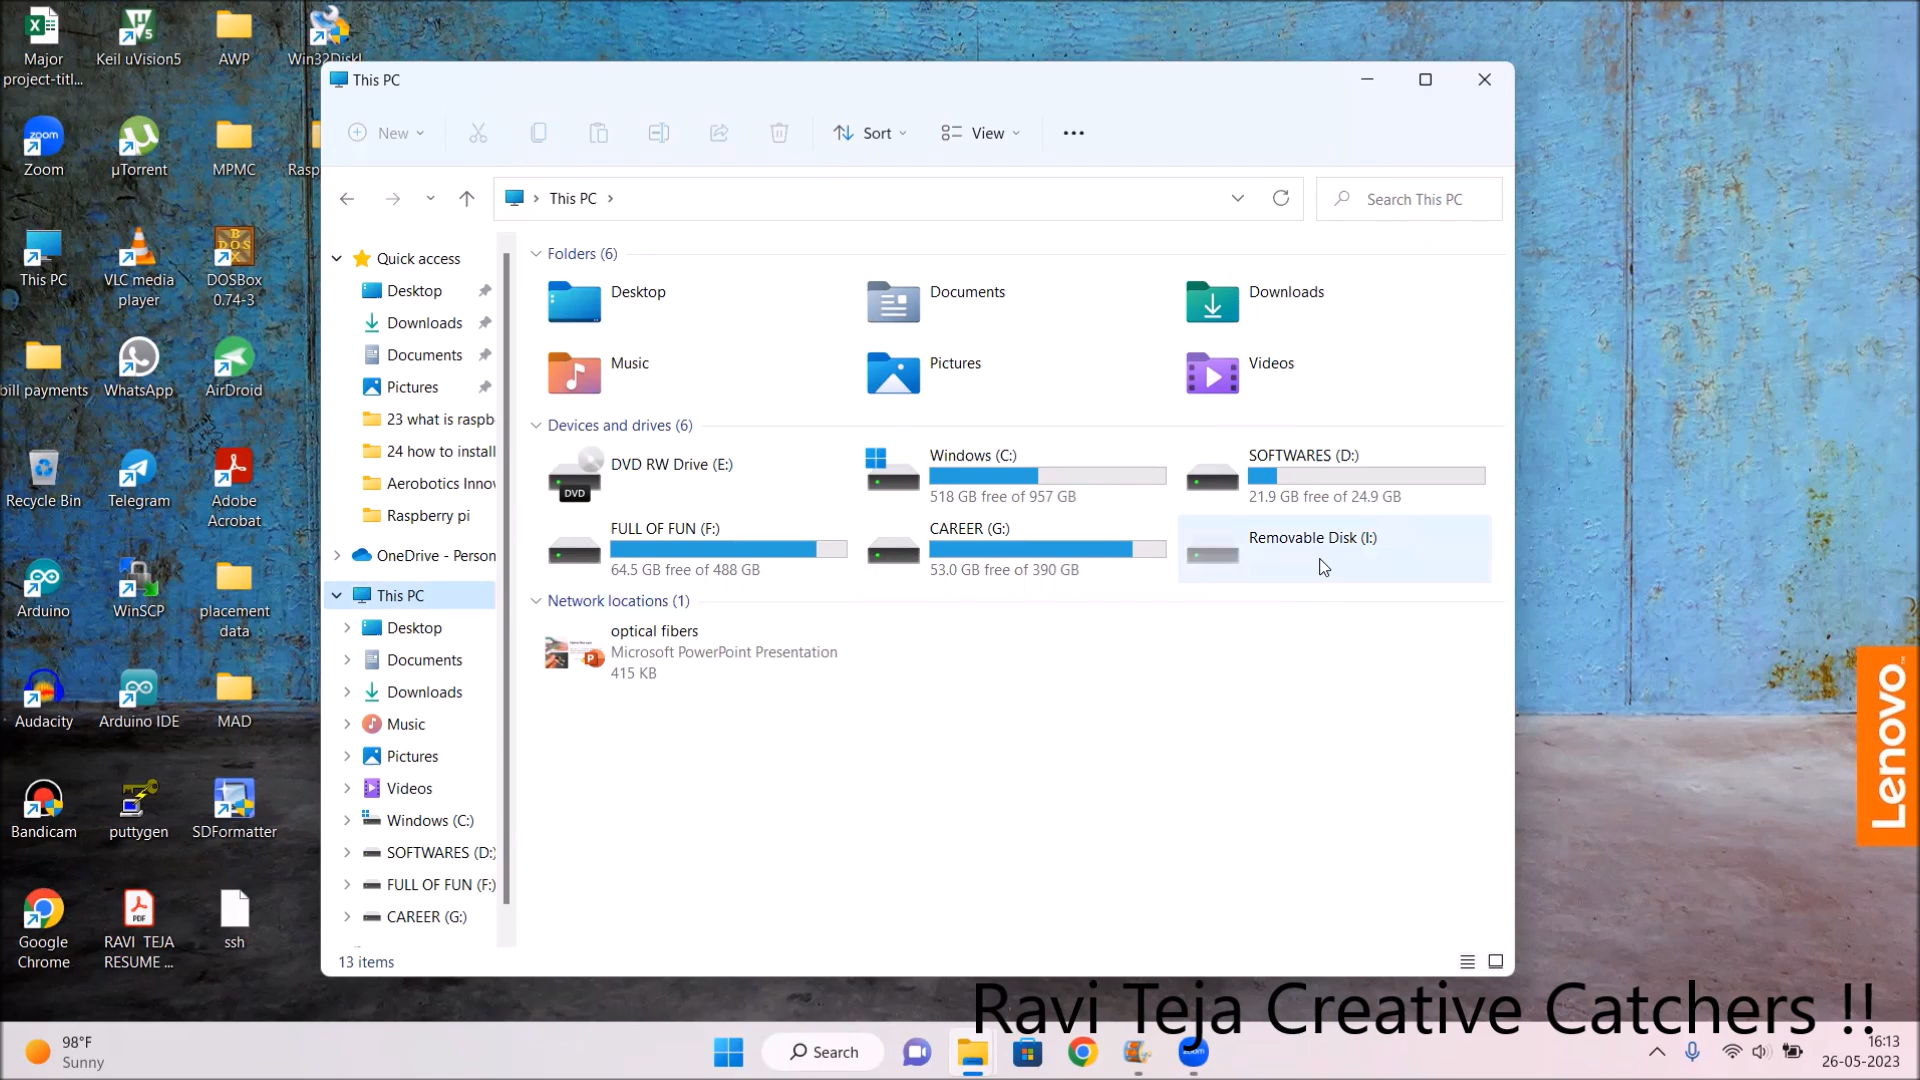 Major
project-titl...
Keil uVision5
AWP
Win32DiskI
Zoom
µTorrent
MPMC
Rasp
This PC
VLC media
player
DOSBox
0.74-3
bill payments
WhatsApp
AirDroid
Recycle Bin
Telegram
Adobe
Acrobat
Arduino
WinSCP
placement
data
Audacity
Arduino IDE
MAD
Bandicam
puttygen
SDFormatter
Google
Chrome
RAVI TEJA
RESUME ...
ssh
This PC
New
Sort
View
This PC
Search This PC
Quick access
Desktop
Downloads
Documents
Pictures
23 what is raspb
24 how to install
Aerobotics Innov
Raspberry pi
OneDrive - Person
This PC
Desktop
Documents
Downloads
Music
Pictures
Videos
Windows (C:)
SOFTWARES (D:)
FULL OF FUN (F:)
CAREER (G:)
13 items
Folders (6)
Desktop
Documents
Downloads
Music
Pictures
Videos
Devices and drives (6)
DVD RW Drive (E:)
DVD
Windows (C:)
518 GB free of 957 GB
SOFTWARES (D:)
21.9 GB free of 24.9 GB
FULL OF FUN (F:)
64.5 GB free of 488 GB
CAREER (G:)
53.0 GB free of 390 GB
Removable Disk (I:)
Network locations (1)
optical fibers
Microsoft PowerPoint Presentation
415 KB
Lenovo
Ravi Teja Creative Catchers !!
98°F
Sunny
Search
16:13
26-05-2023